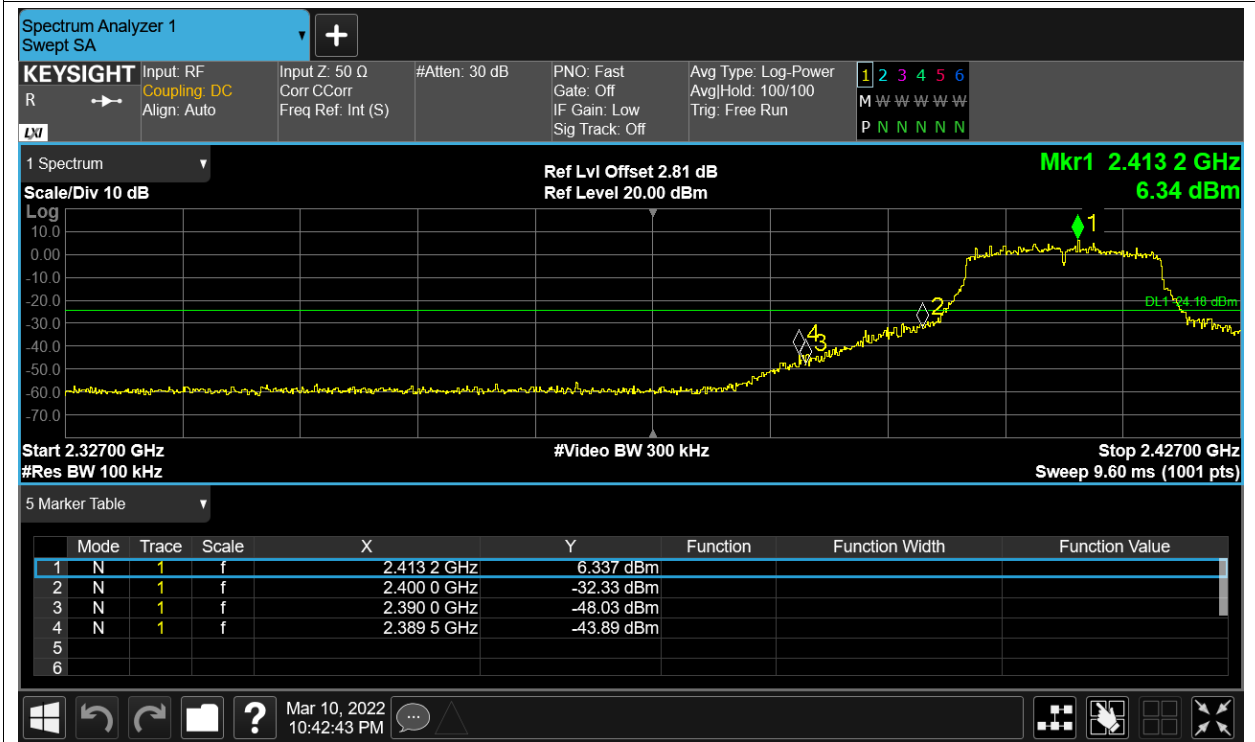 Spectrum Analyzer 1
Swept SA
+
KEYSIGHT
R
LXI
Input: RF
Coupling: DC
Align: Auto
Input Z: 50 Ω
Corr CCorr
Freq Ref: Int (S)
#Atten: 30 dB
PNO: Fast
Gate: Off
IF Gain: Low
Sig Track: Off
Avg Type: Log-Power
Avg|Hold: 100/100
Trig: Free Run
1 2 3 4 5 6
M W W W W W
P N N N N N
1 Spectrum
Scale/Div 10 dB
Ref Lvl Offset 2.81 dB
Ref Level 20.00 dBm
Mkr1 2.413 2 GHz
6.34 dBm
Log
10.0
0.00
-10.0
-20.0
-30.0
-40.0
-50.0
-60.0
-70.0
1
2
4
3
DL1 -24.18 dBm
Start 2.32700 GHz
#Res BW 100 kHz
#Video BW 300 kHz
Stop 2.42700 GHz
Sweep 9.60 ms (1001 pts)
5 Marker Table
Mode Trace Scale X Y Function Function Width Function Value
1 N 1 f 2.413 2 GHz 6.337 dBm
2 N 1 f 2.400 0 GHz -32.33 dBm
3 N 1 f 2.390 0 GHz -48.03 dBm
4 N 1 f 2.389 5 GHz -43.89 dBm
5
6
?
Mar 10, 2022
10:42:43 PM